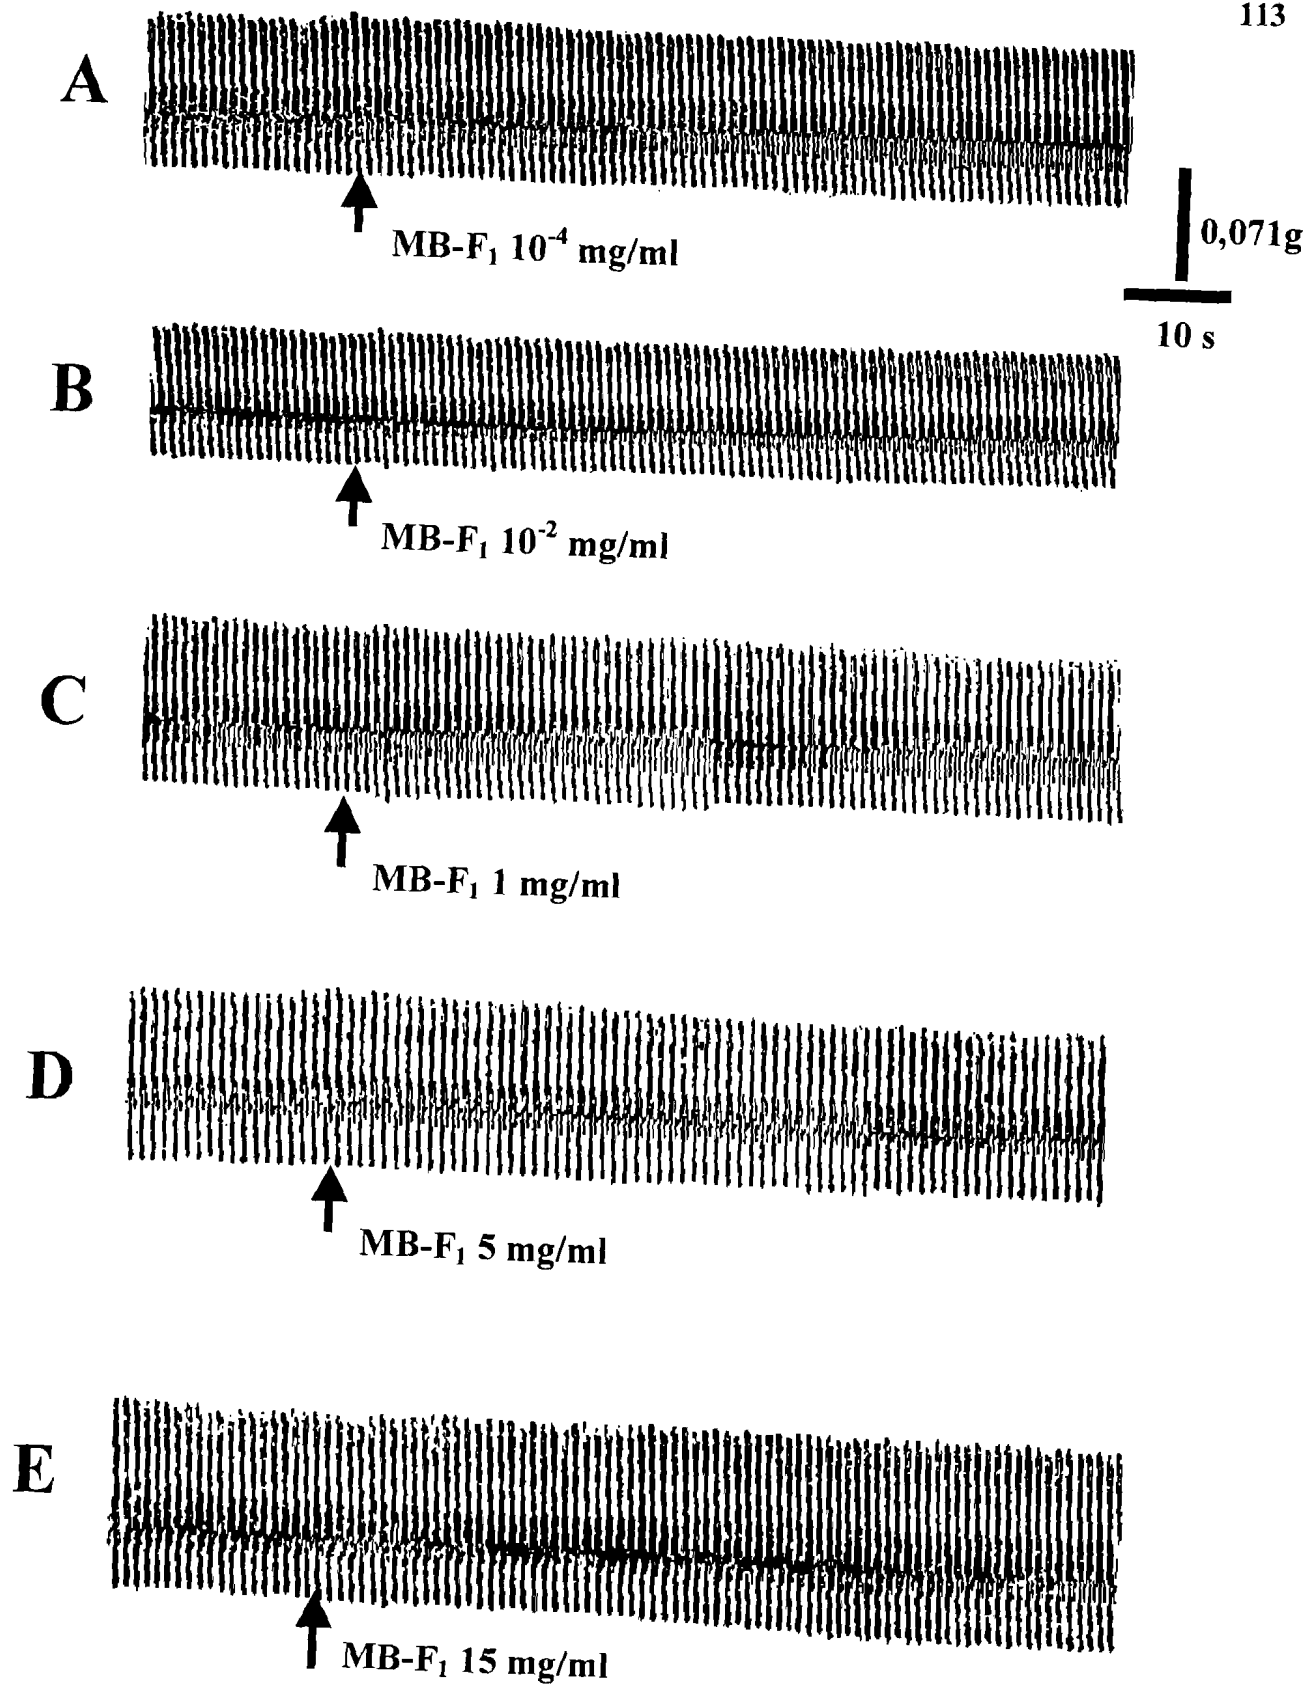 113
A
MB-F₁ 10⁻⁴ mg/ml
0,071g
10 s
B
MB-F₁ 10⁻² mg/ml
C
MB-F₁ 1 mg/ml
D
MB-F₁ 5 mg/ml
E
MB-F₁ 15 mg/ml